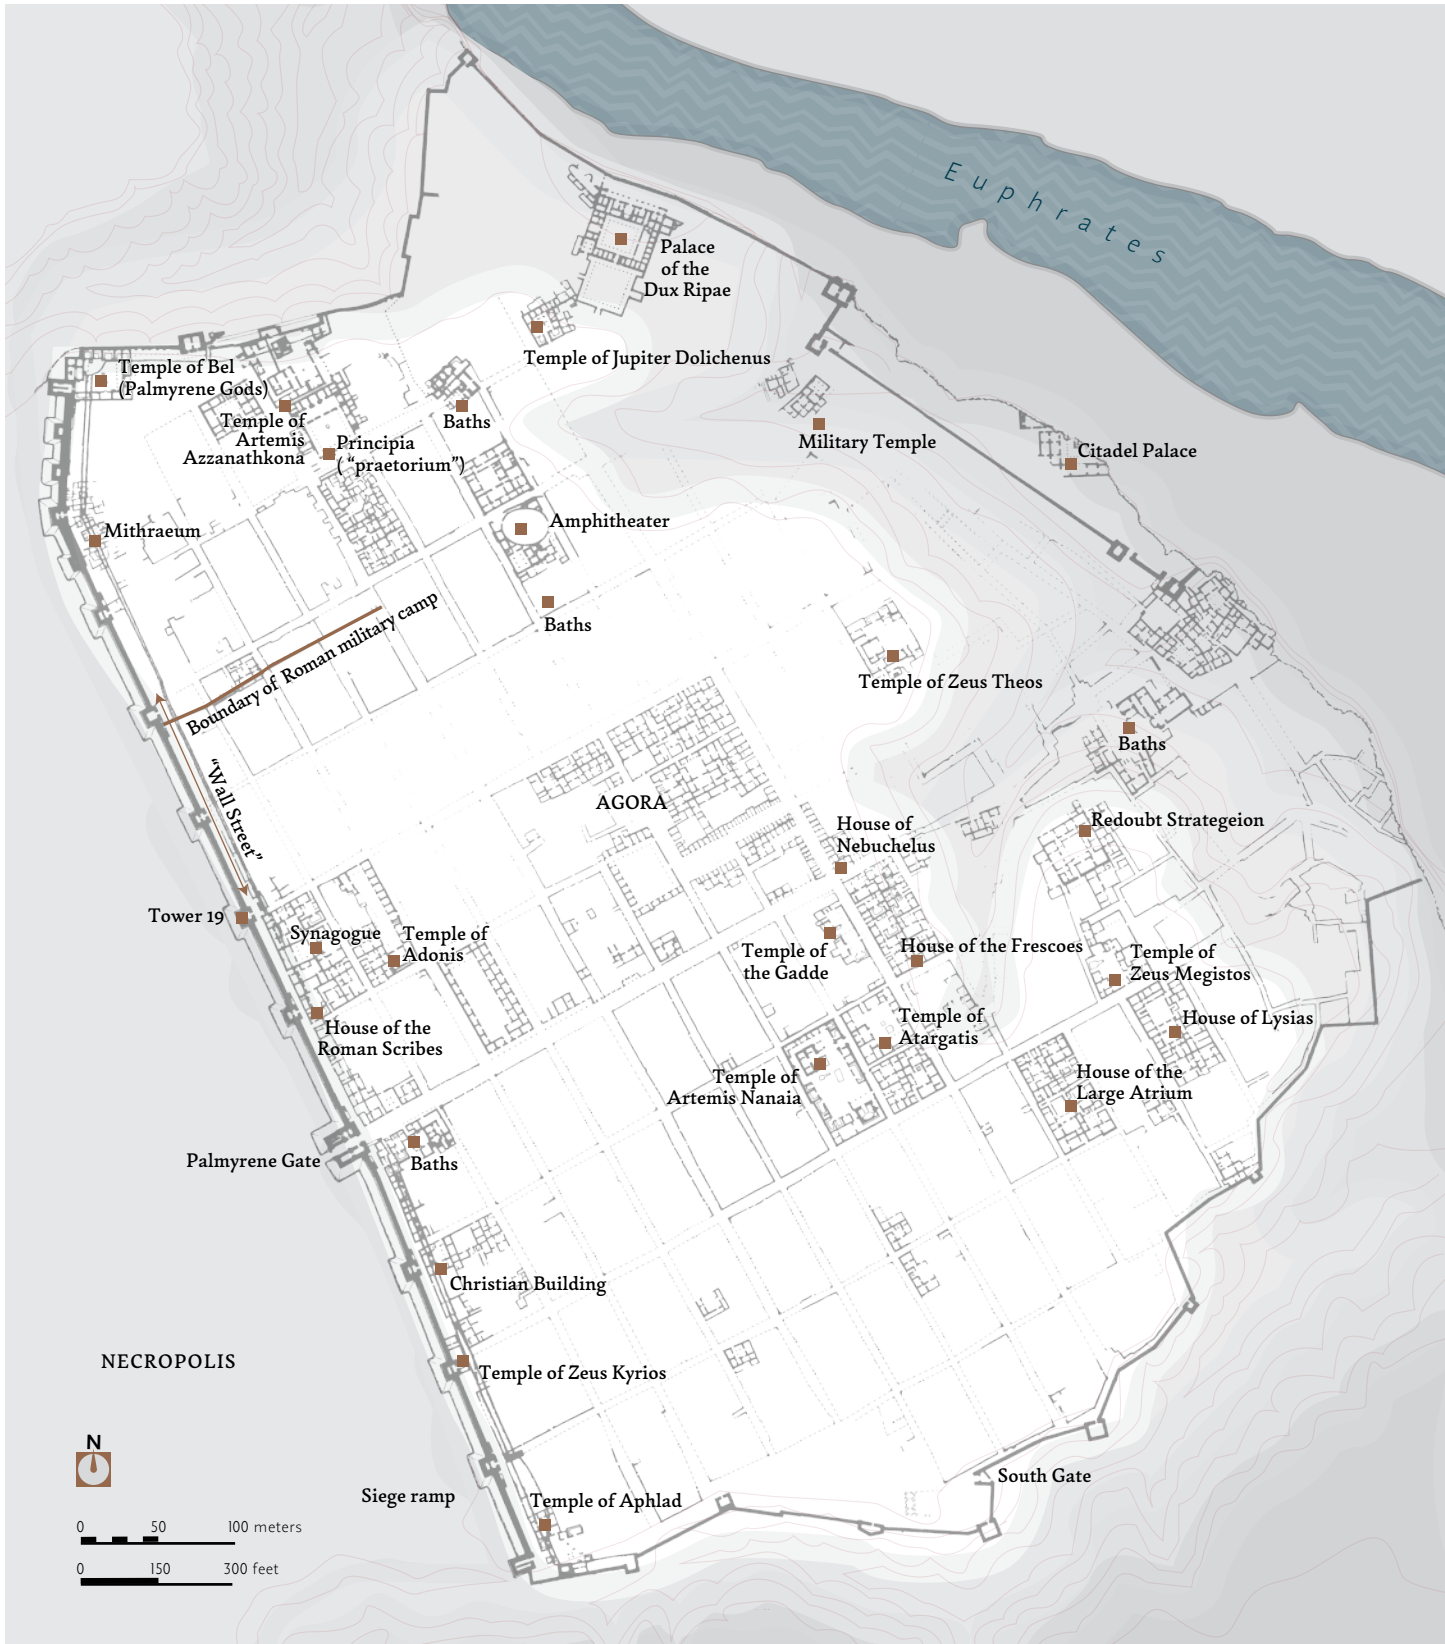 Euphrates
Palace
of the
Dux Ripae
Temple of Jupiter Dolichenus
Temple of Bel
(Palmyrene Gods)
Temple of
Artemis
Azzanathkona
Principia
( “praetorium”)
Baths
Military Temple
Citadel Palace
Mithraeum
Amphitheater
Baths
Boundary of Roman military camp
Temple of Zeus Theos
Baths
“Wall Street”
AGORA
House of
Nebuchelus
Redoubt Strategeion
Tower 19
Synagogue
Temple of
Adonis
Temple of
the Gadde
House of the Frescoes
Temple of
Zeus Megistos
House of the
Roman Scribes
Temple of
Atargatis
House of Lysias
Temple of
Artemis Nanaia
House of the
Large Atrium
Palmyrene Gate
Baths
Christian Building
NECROPOLIS
Temple of Zeus Kyrios
N
South Gate
Siege ramp
Temple of Aphlad
0 50 100 meters
0 150 300 feet